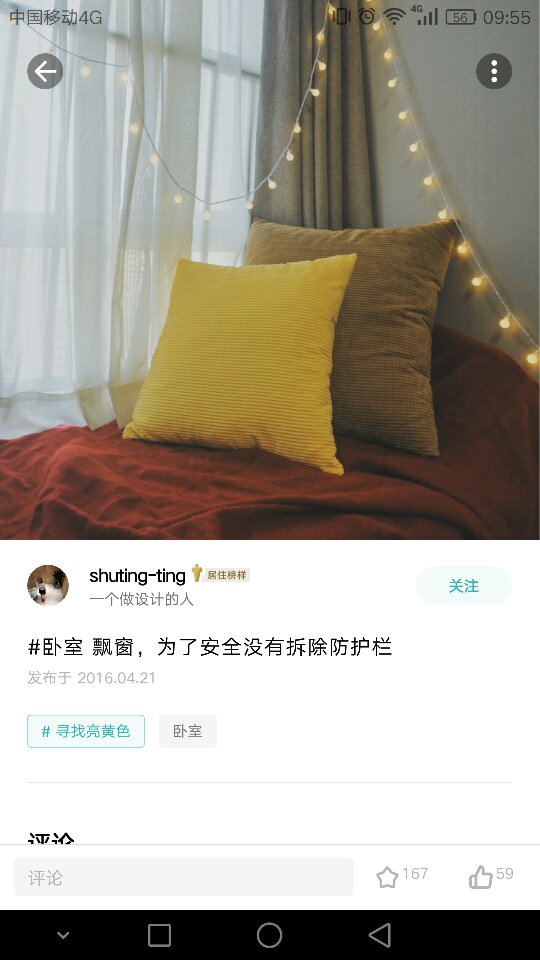 中国移动4G
4G
56
09:55
shuting-ting 居住榜样
关注
一个做设计的人
#卧室 飘窗，为了安全没有拆除防护栏
发布于 2016.04.21
# 寻找亮黄色
卧室
评论
评论
167
59